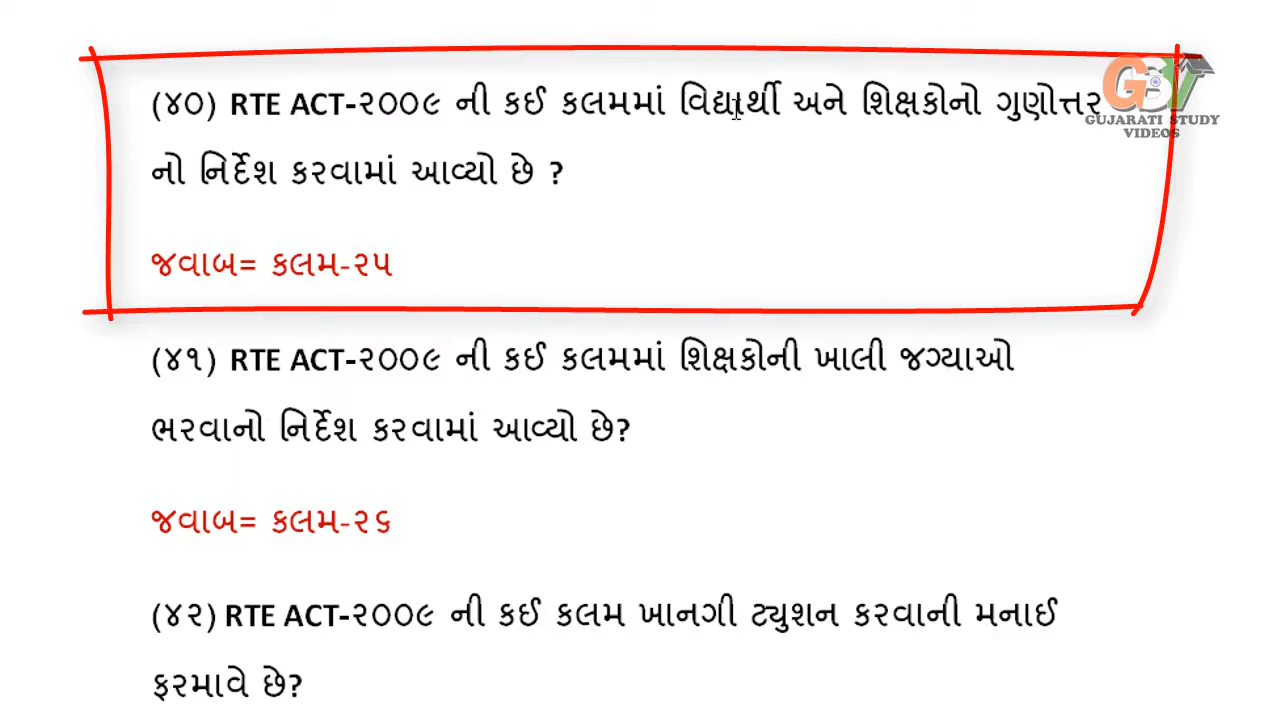 (૪૦) RTE ACT-૨૦૦૯ ની કઈ કલમમાં વિદ્યાર્થી અને શિક્ષકોનો ગુણોત્તર
નો નિર્દેશ કરવામાં આવ્યો છે ?
જવાબ= કલમ-૨૫
(૪૧) RTE ACT-૨૦૦૯ ની કઈ કલમમાં શિક્ષકોની ખાલી જગ્યાઓ
ભરવાનો નિર્દેશ કરવામાં આવ્યો છે?
જવાબ= કલમ-૨૬
(૪૨) RTE ACT-૨૦૦૯ ની કઈ કલમ ખાનગી ટ્યુશન કરવાની મનાઈ
ફરમાવે છે?
GSV
GUJARATI STUDY
VIDEOS